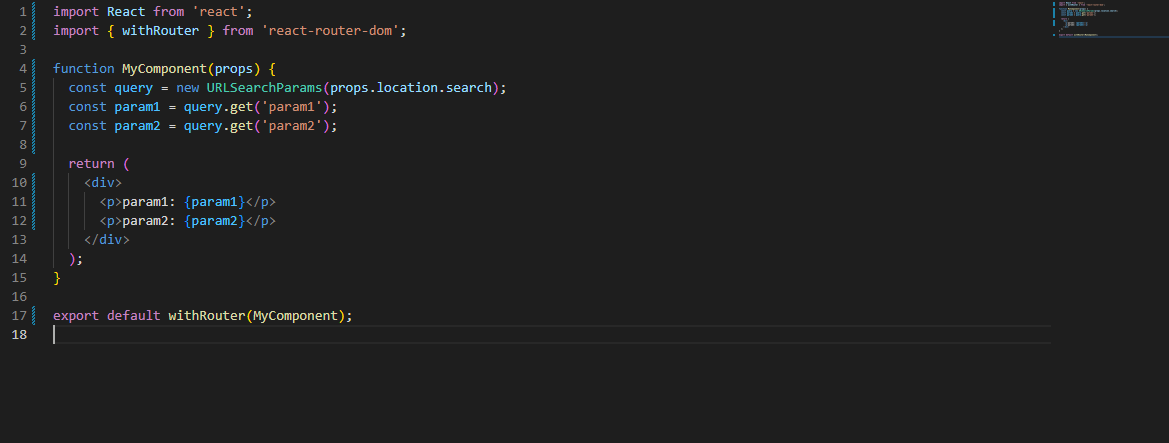 1 import React from 'react';
2 import { withRouter } from 'react-router-dom';
3
4 function MyComponent(props) {
5   const query = new URLSearchParams(props.location.search);
6   const param1 = query.get('param1');
7   const param2 = query.get('param2');
8
9   return (
10     <div>
11       <p>param1: {param1}</p>
12       <p>param2: {param2}</p>
13     </div>
14   );
15 }
16
17 export default withRouter(MyComponent);
18